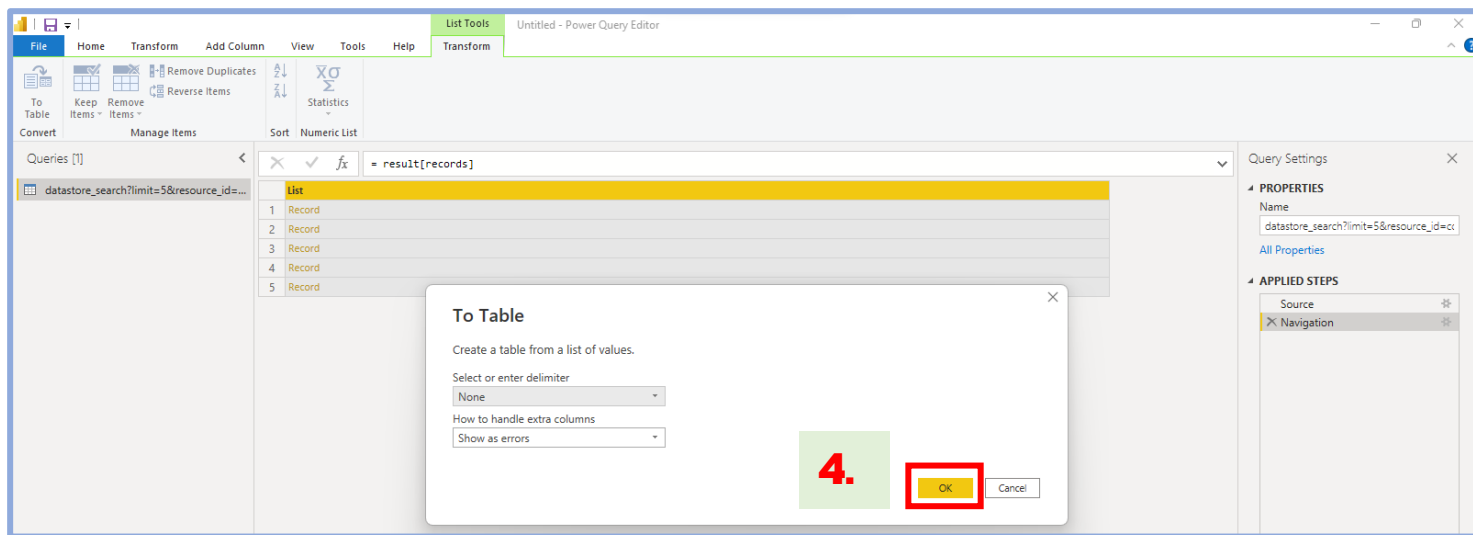 List Tools
Untitled - Power Query Editor
File Home Transform Add Column View Tools Help Transform
To Table
Keep Items
Remove Items
Remove Duplicates
Reverse Items
Statistics
Convert Manage Items Sort Numeric List
Queries [1]
fx = result[records]
Query Settings
datastore_search?limit=5&resource_id=...
List
1 Record
2 Record
3 Record
4 Record
5 Record
PROPERTIES
Name
datastore_search?limit=5&resource_id=cc
All Properties
APPLIED STEPS
Source
Navigation
To Table
Create a table from a list of values.
Select or enter delimiter
None
How to handle extra columns
Show as errors
4.
OK Cancel